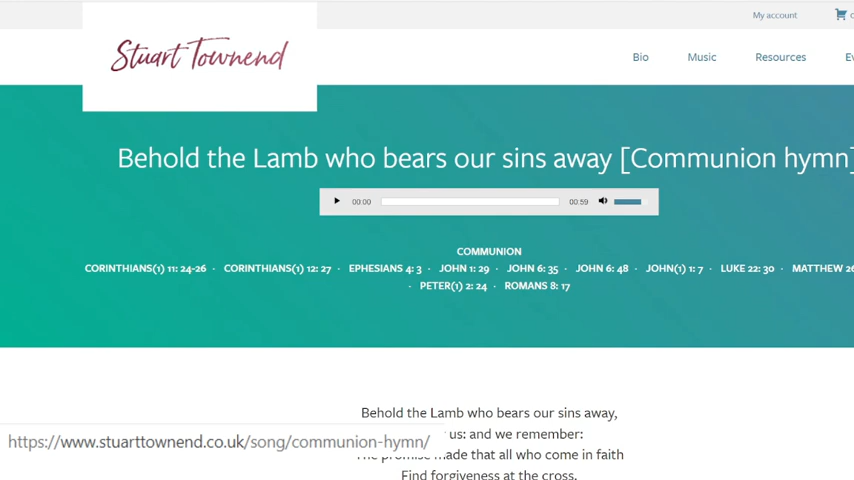 My account
Stuart Townend
Bio Music Resources
Behold the Lamb who bears our sins away [Communion hymn]
00:00 00:59
COMMUNION
CORINTHIANS(1) 11: 24-26 · CORINTHIANS(1) 12: 27 · EPHESIANS 4: 3 · JOHN 1: 29 · JOHN 6: 35 · JOHN 6: 48 · JOHN(1) 1: 7 · LUKE 22: 30 · MATTHEW 26
· PETER(1) 2: 24 · ROMANS 8: 17
Behold the Lamb who bears our sins away,
us: and we remember:
https://www.stuarttownend.co.uk/song/communion-hymn/
The promise made that all who come in faith
Find forgiveness at the cross.